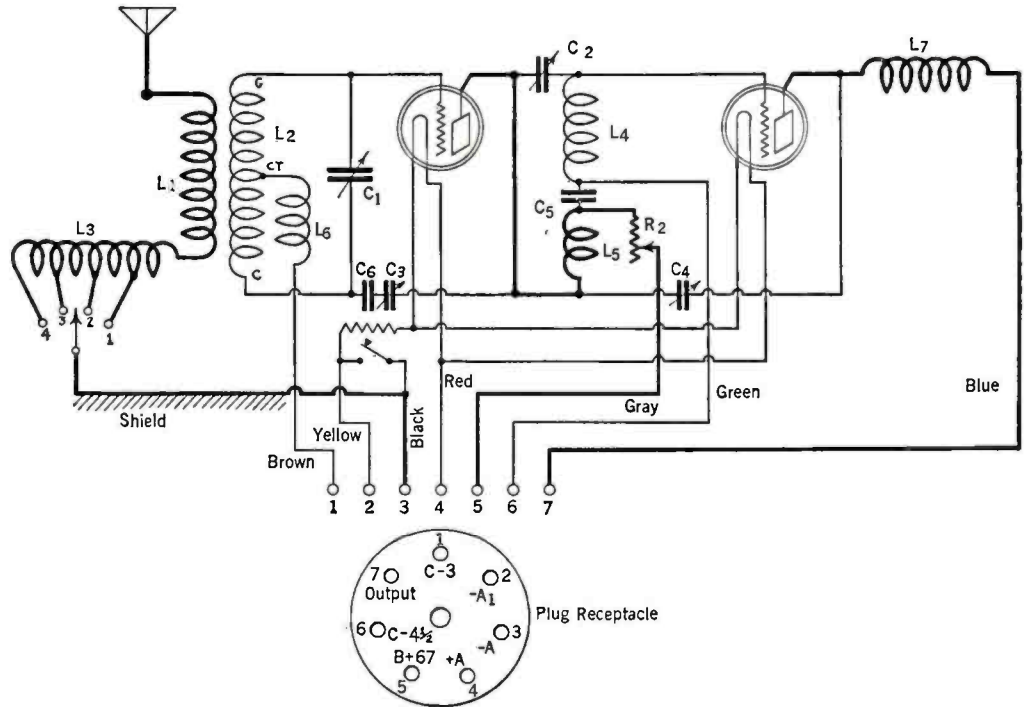 L7
C2
G
L2
L4
CT
C1
L1
L6
C5
R2
L3
L5
C
C6 C3
C4
4 3 2 1
Red
Blue
Green
Gray
Shield
Black
Yellow
Brown
1 2 3 4 5 6 7
1
C-3
7
Output
2
-A1
Plug Receptacle
6
C-4½
3
-A
B+67
+A
5
4